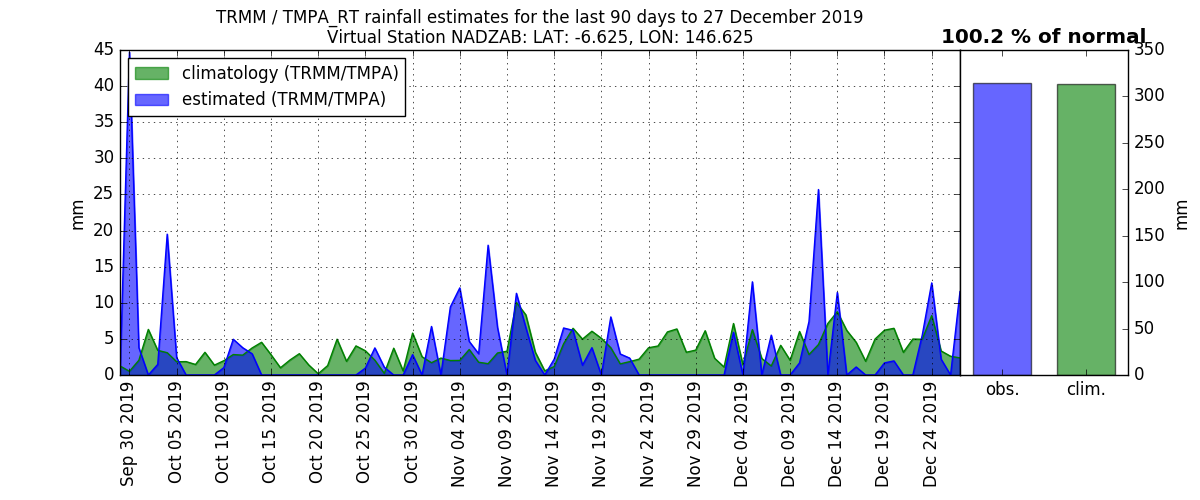 TRMM / TMPA_RT rainfall estimates for the last 90 days to 27 December 2019
Virtual Station NADZAB: LAT: -6.625, LON: 146.625
100.2 % of normal
climatology (TRMM/TMPA)
estimated (TRMM/TMPA)
45
40
35
30
25
20
15
10
5
0
mm
Sep 30 2019
Oct 05 2019
Oct 10 2019
Oct 15 2019
Oct 20 2019
Oct 25 2019
Oct 30 2019
Nov 04 2019
Nov 09 2019
Nov 14 2019
Nov 19 2019
Nov 24 2019
Nov 29 2019
Dec 04 2019
Dec 09 2019
Dec 14 2019
Dec 19 2019
Dec 24 2019
obs.
clim.
350
300
250
200
150
100
50
0
mm